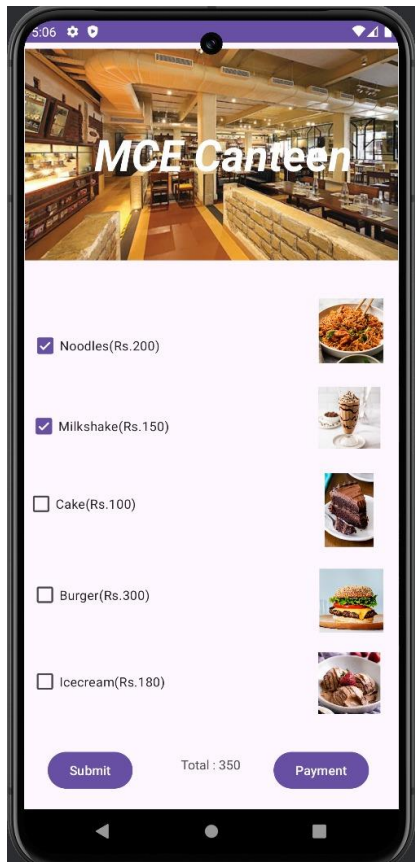 5:06
MCE Canteen
Noodles(Rs.200)
Milkshake(Rs.150)
Cake(Rs.100)
Burger(Rs.300)
Icecream(Rs.180)
Submit
Total : 350
Payment